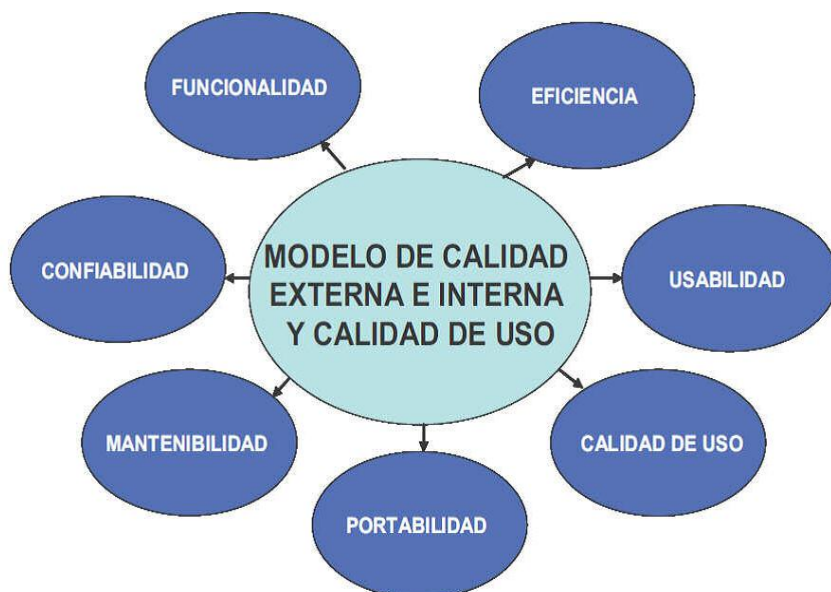 FUNCIONALIDAD
EFICIENCIA
CONFIABILIDAD
MODELO DE CALIDAD
EXTERNA E INTERNA
Y CALIDAD DE USO
USABILIDAD
MANTENIBILIDAD
CALIDAD DE USO
PORTABILIDAD